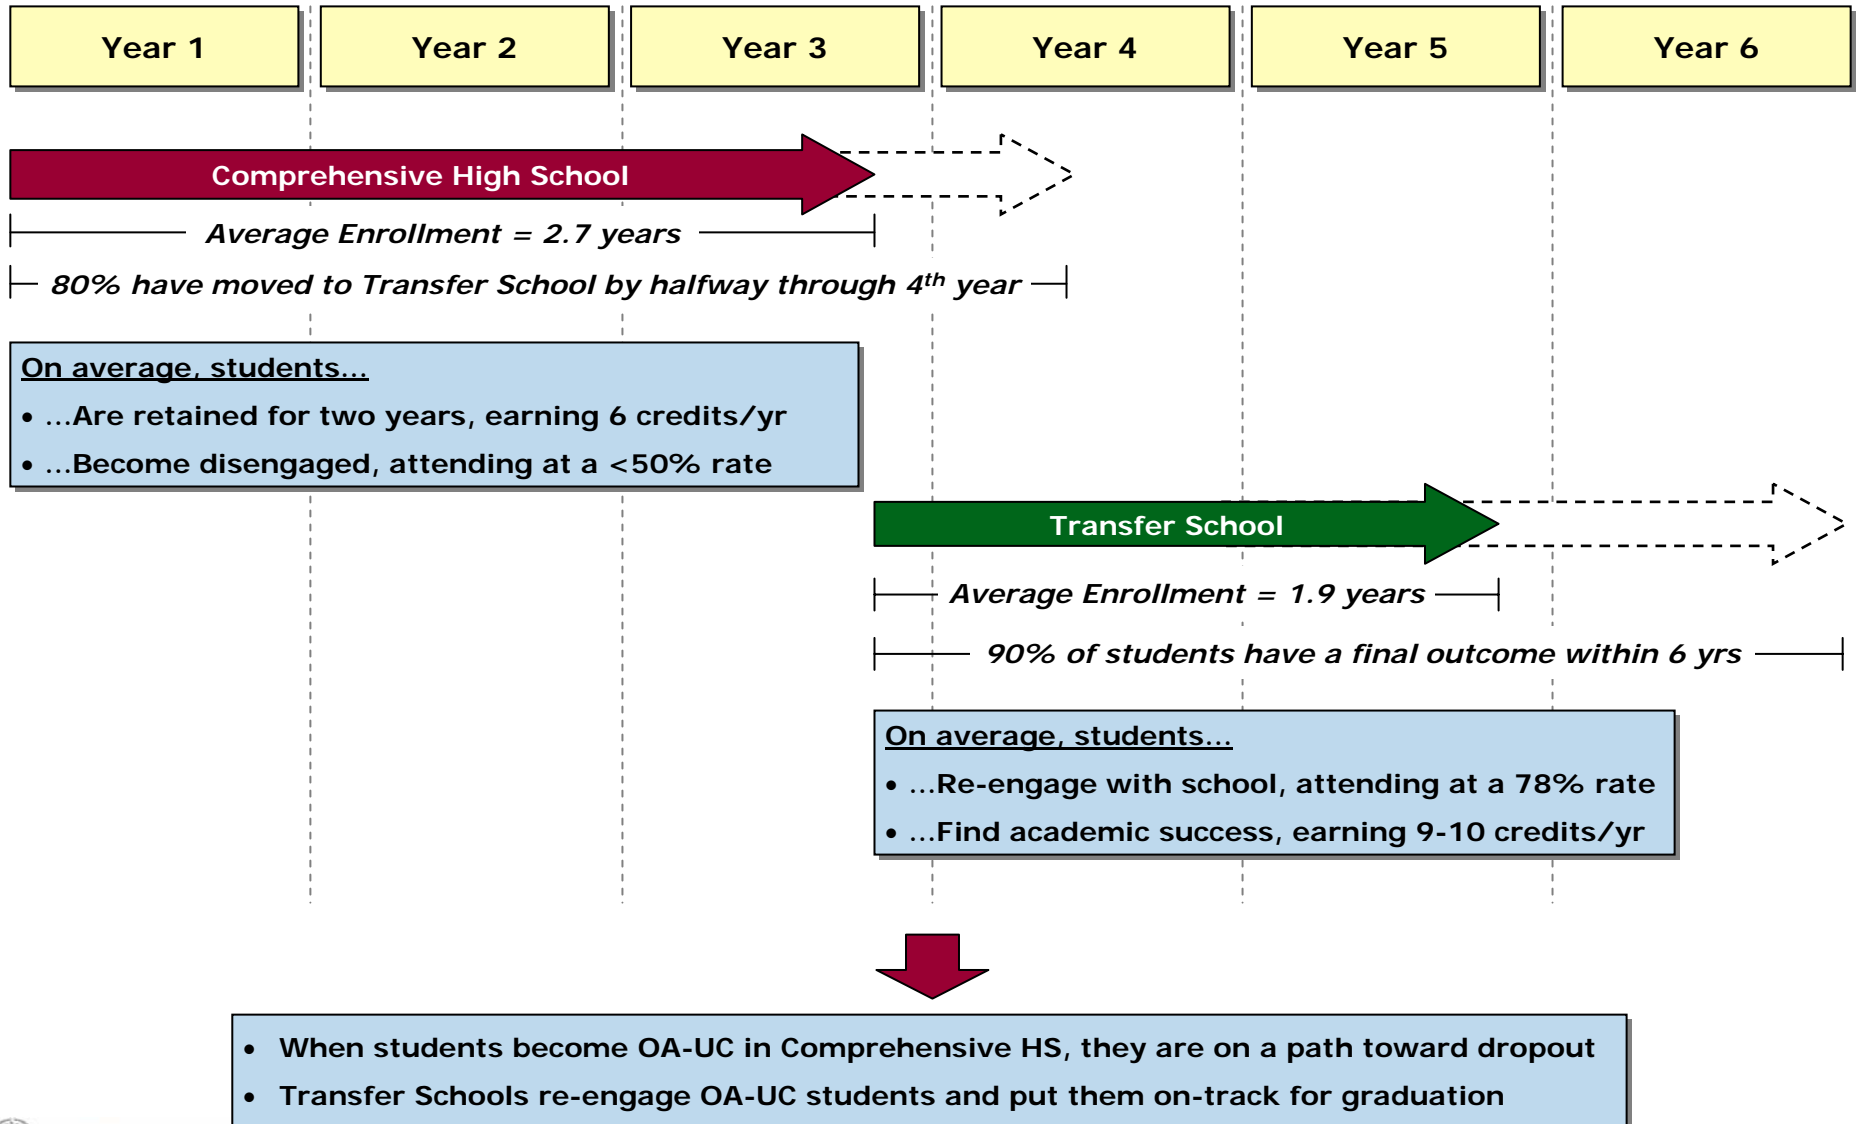 Year 1
Year 2
Year 3
Year 4
Year 5
Year 6
Comprehensive High School
Average Enrollment = 2.7 years
80% have moved to Transfer School by halfway through 4th year
On average, students...
• ...Are retained for two years, earning 6 credits/yr
• ...Become disengaged, attending at a <50% rate
Transfer School
Average Enrollment = 1.9 years
90% of students have a final outcome within 6 yrs
On average, students...
• ...Re-engage with school, attending at a 78% rate
• ...Find academic success, earning 9-10 credits/yr
• When students become OA-UC in Comprehensive HS, they are on a path toward dropout
• Transfer Schools re-engage OA-UC students and put them on-track for graduation